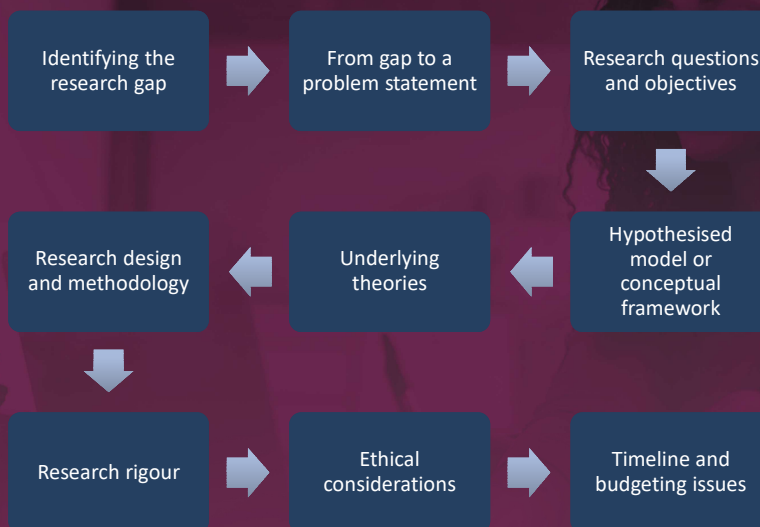 Identifying the
research gap
From gap to a
problem statement
Research questions
and objectives
Hypothesised
model or
conceptual
framework
Underlying
theories
Research design
and methodology
Research rigour
Ethical
considerations
Timeline and
budgeting issues